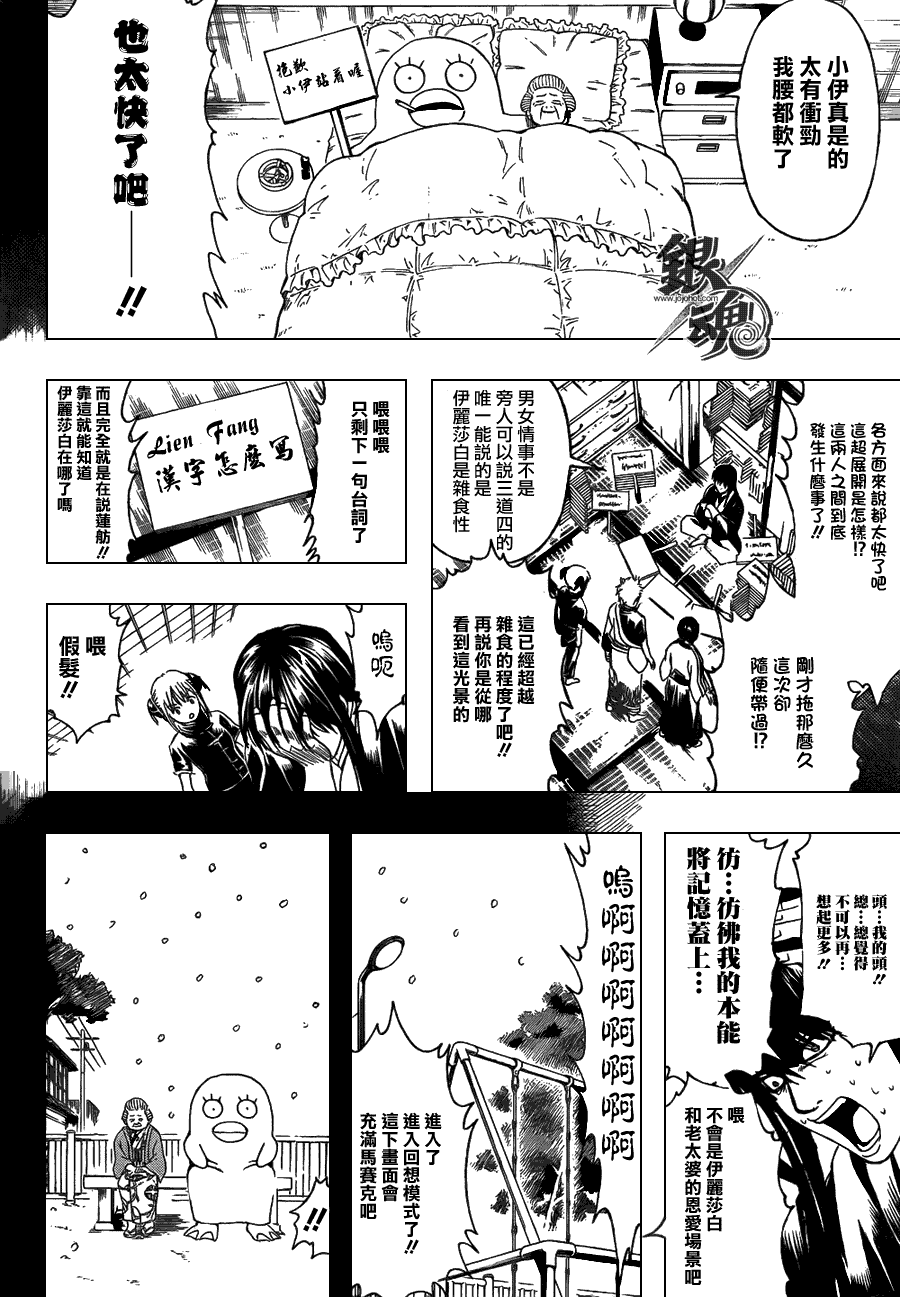 小伊真是的
太有衝勁
我腰都軟了
抱歉
小伊站着喔
也太快了吧——!!
銀魂
www.jojohot.com
各方面來說都太快了吧
這超展開是怎樣!?
這兩人之間到底
發生什麼事了!!
男女情事不是
旁人可以說三道四的
唯一能說的是
伊麗莎白是雜食性
剛才拖那麼久
這次卻
隨便帶過!?
這已經超越
雜食的程度了吧!!
再說你是從哪
看到這光景的
喂喂喂
只剩下一句台詞了
Lien Fang
漢字怎麼寫
而且完全就是在說蓮舫!!
靠這就能知道
伊麗莎白在哪了嗎
嗚呃
喂
假髮!!
頭…我的頭!!
總…總覺得
不可以再…
想起更多!!
彷…彷彿我的本能
將記憶蓋上…
喂
不會是伊麗莎白
和老太婆的恩愛場景吧
嗚啊啊啊啊啊啊啊
進入了
進入回想模式了!!
這下畫面會
充滿馬賽克吧
!!